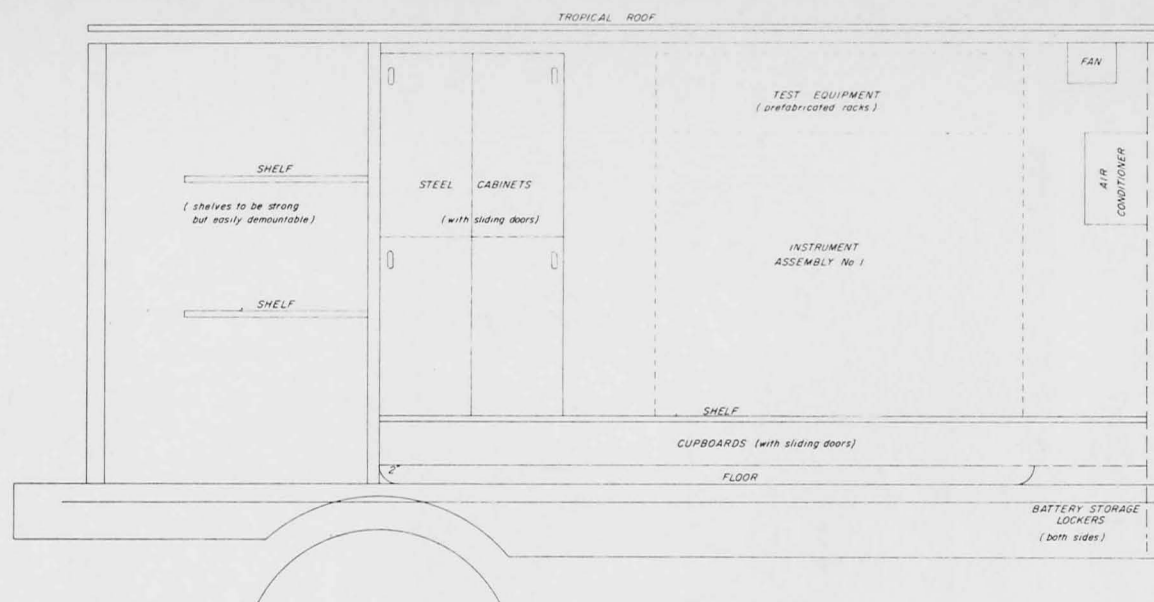 TROPICAL ROOF
FAN
TEST EQUIPMENT
(prefabricated racks)
AIR
CONDITIONER
SHELF
(shelves to be strong
but easily demountable)
STEEL CABINETS
(with sliding doors)
INSTRUMENT
ASSEMBLY No 1
SHELF
SHELF
CUPBOARDS (with sliding doors)
2"
FLOOR
BATTERY STORAGE
LOCKERS
(both sides)